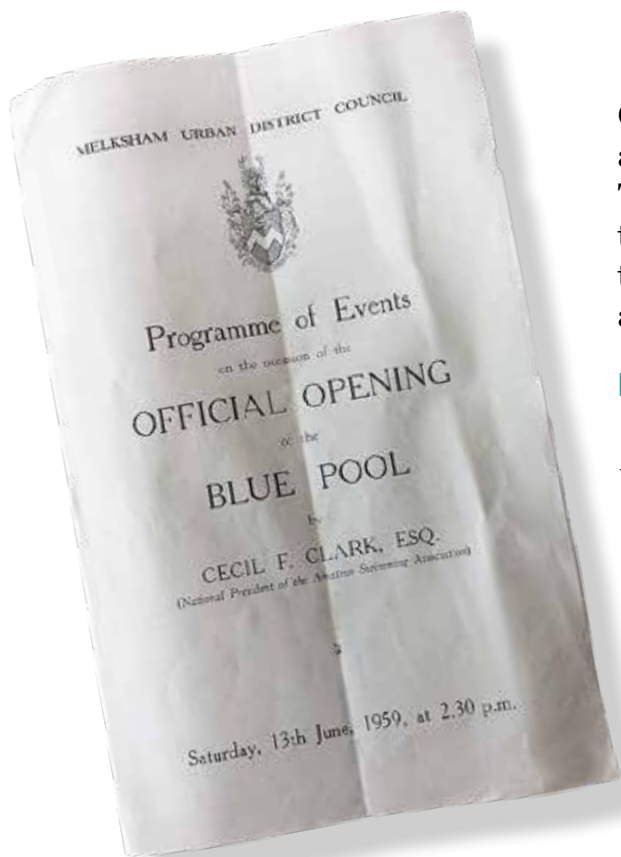 MELKSHAM URBAN DISTRICT COUNCIL
Programme of Events
on the occasion of the
OFFICIAL OPENING
of the
BLUE POOL
by
CECIL F. CLARK, ESQ.
(National President of the Amateur Swimming Association)
Saturday, 13th June, 1959, at 2.30 p.m.